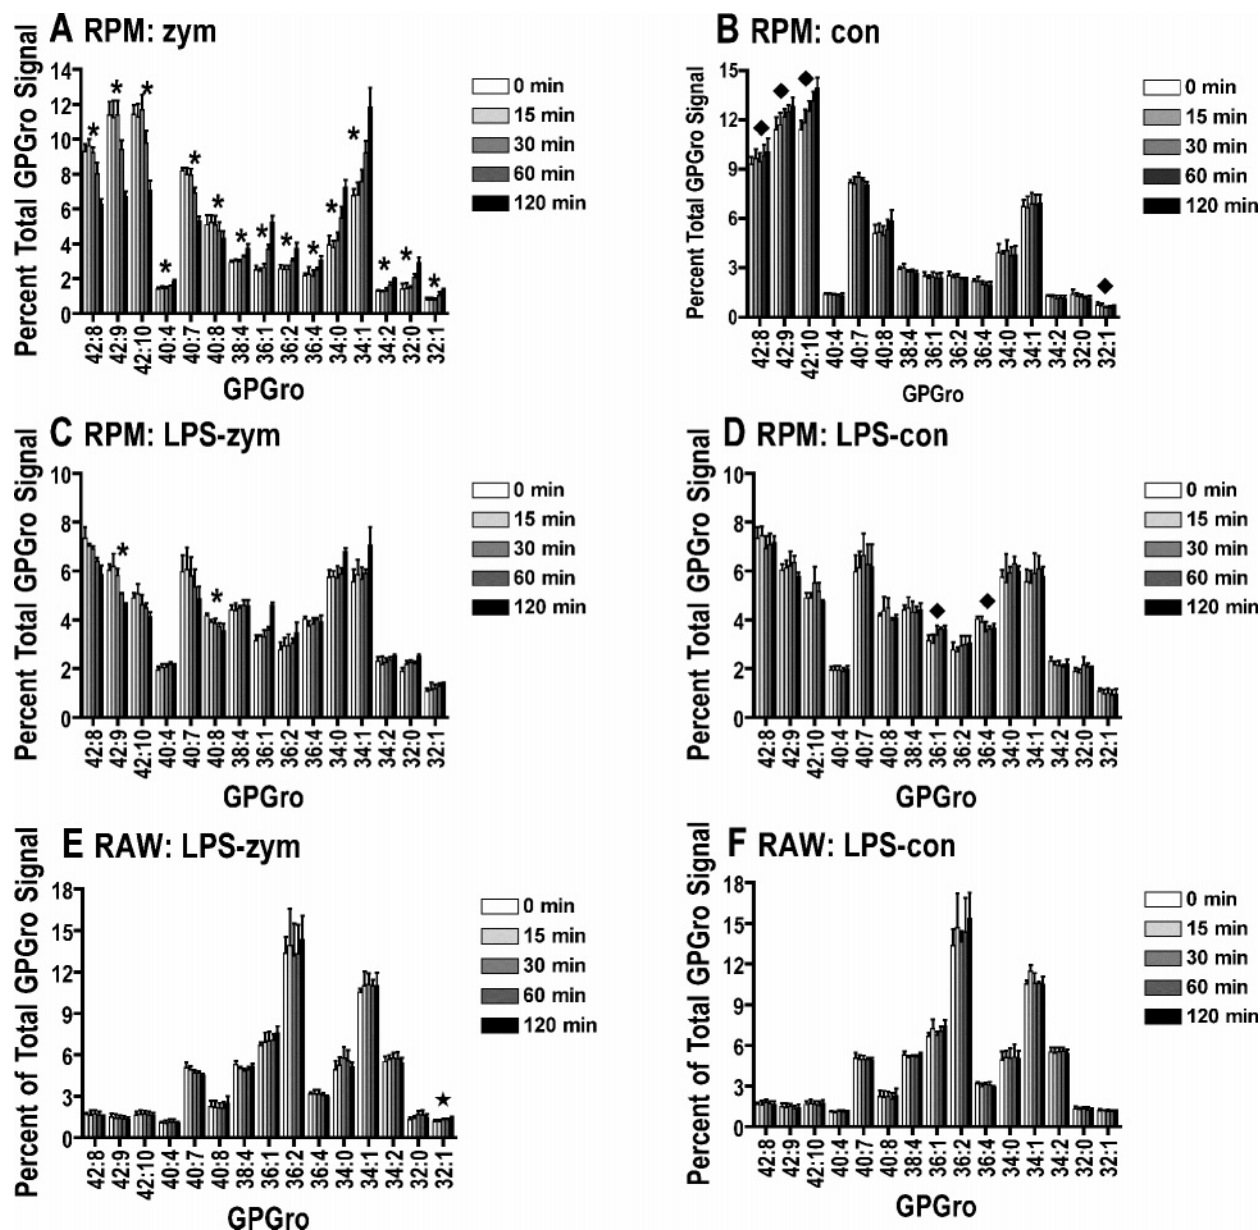 A RPM: zym
Percent Total GPGro Signal
14
12
10
8
6
4
2
0
* * * * * * * * * * * * * * *
0 min
15 min
30 min
60 min
120 min
42:8 42:9 42:10 40:4 40:7 40:8 38:4 36:1 36:2 36:4 34:0 34:1 34:2 32:0 32:1
GPGro
B RPM: con
Percent Total GPGro Signal
15
12
9
6
3
0
◆ ◆ ◆ ◆
0 min
15 min
30 min
60 min
120 min
42:8 42:9 42:10 40:4 40:7 40:8 38:4 36:1 36:2 36:4 34:0 34:1 34:2 32:0 32:1
GPGro
C RPM: LPS-zym
Percent Total GPGro Signal
10
8
6
4
2
0
* *
0 min
15 min
30 min
60 min
120 min
42:8 42:9 42:10 40:4 40:7 40:8 38:4 36:1 36:2 36:4 34:0 34:1 34:2 32:0 32:1
GPGro
D RPM: LPS-con
Percent Total GPGro Signal
10
8
6
4
2
0
◆ ◆
0 min
15 min
30 min
60 min
120 min
42:8 42:9 42:10 40:4 40:7 40:8 38:4 36:1 36:2 36:4 34:0 34:1 34:2 32:0 32:1
GPGro
E RAW: LPS-zym
Percent of Total GPGro Signal
18
15
12
9
6
3
0
★
0 min
15 min
30 min
60 min
120 min
42:8 42:9 42:10 40:4 40:7 40:8 38:4 36:1 36:2 36:4 34:0 34:1 34:2 32:0 32:1
GPGro
F RAW: LPS-con
Percent of Total GPGro Signal
18
15
12
9
6
3
0
0 min
15 min
30 min
60 min
120 min
42:8 42:9 42:10 40:4 40:7 40:8 38:4 36:1 36:2 36:4 34:0 34:1 34:2 32:0 32:1
GPGro